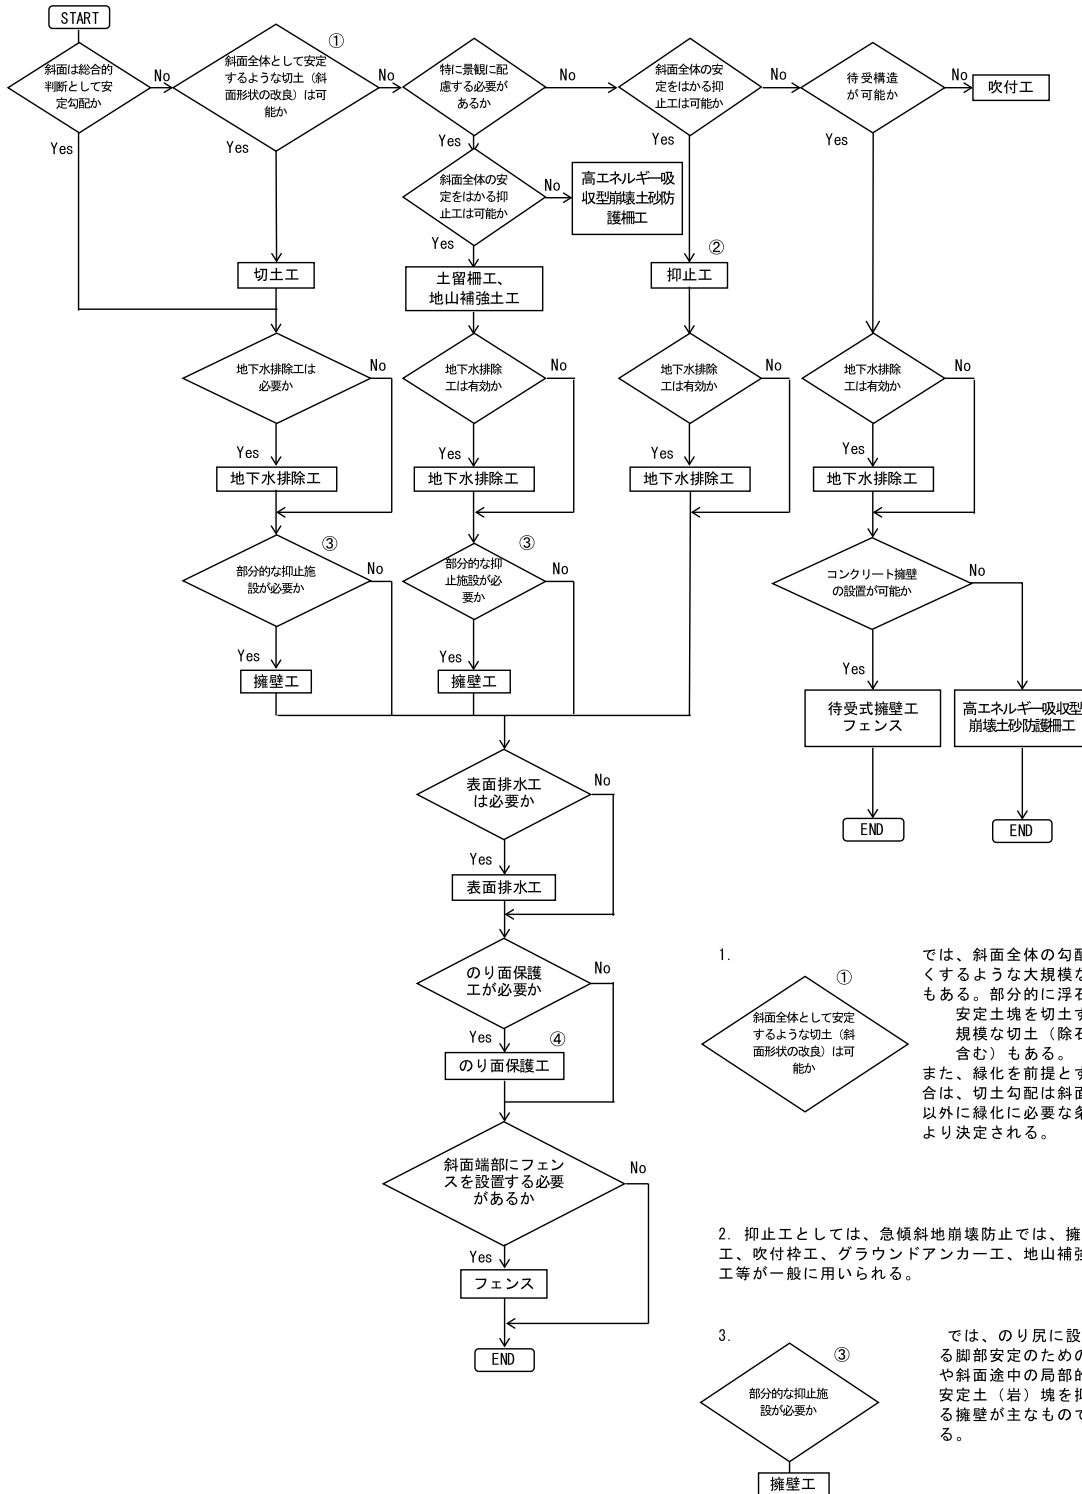 START
斜面は総合的
判断として安
定勾配か
No
Yes
①
斜面全体として安定
するような切土（斜
面形状の改良）は可
能か
No
Yes
特に景観に配
慮する必要が
あるか
No
Yes
斜面全体の安
定をはかる抑
止工は可能か
No
Yes
待受構造
が可能か
No
Yes
吹付工
斜面全体の安
定をはかる抑
止工は可能か
No
Yes
高エネルギー吸
収型崩壊土砂防
護柵工
切土工
土留柵工、
地山補強土工
②
抑止工
地下水排除工は
必要か
No
Yes
地下水排除
工は有効か
No
Yes
地下水排除
工は有効か
No
Yes
地下水排除
工は有効か
No
Yes
地下水排除工
地下水排除工
地下水排除工
地下水排除工
③
部分的な抑止施
設が必要か
No
Yes
③
部分的な抑
止施設が必
要か
No
Yes
コンクリート擁壁
の設置が可能か
No
Yes
擁壁工
擁壁工
待受式擁壁工
フェンス
高エネルギー吸収型
崩壊土砂防護柵工
END
END
表面排水工
は必要か
No
Yes
表面排水工
のり面保護
工が必要か
No
Yes
④
のり面保護工
斜面端部にフェン
スを設置する必要
があるか
No
Yes
フェンス
END
1.
①
斜面全体として安定
するような切土（斜
面形状の改良）は可
能か
では、斜面全体の勾配
くするような大規模な
もある。部分的に浮石
安定土塊を切土す
規模な切土（除石
含む）もある。
また、緑化を前提とす
合は、切土勾配は斜面
以外に緑化に必要な条
より決定される。
2. 抑止工としては、急傾斜地崩壊防止では、擁
工、吹付枠工、グラウンドアンカー工、地山補強
工等が一般に用いられる。
3.
③
部分的な抑止施
設が必要か
擁壁工
では、のり尻に設
る脚部安定のための
や斜面途中の局部的
安定土（岩）塊を抑
る擁壁が主なもので
る。